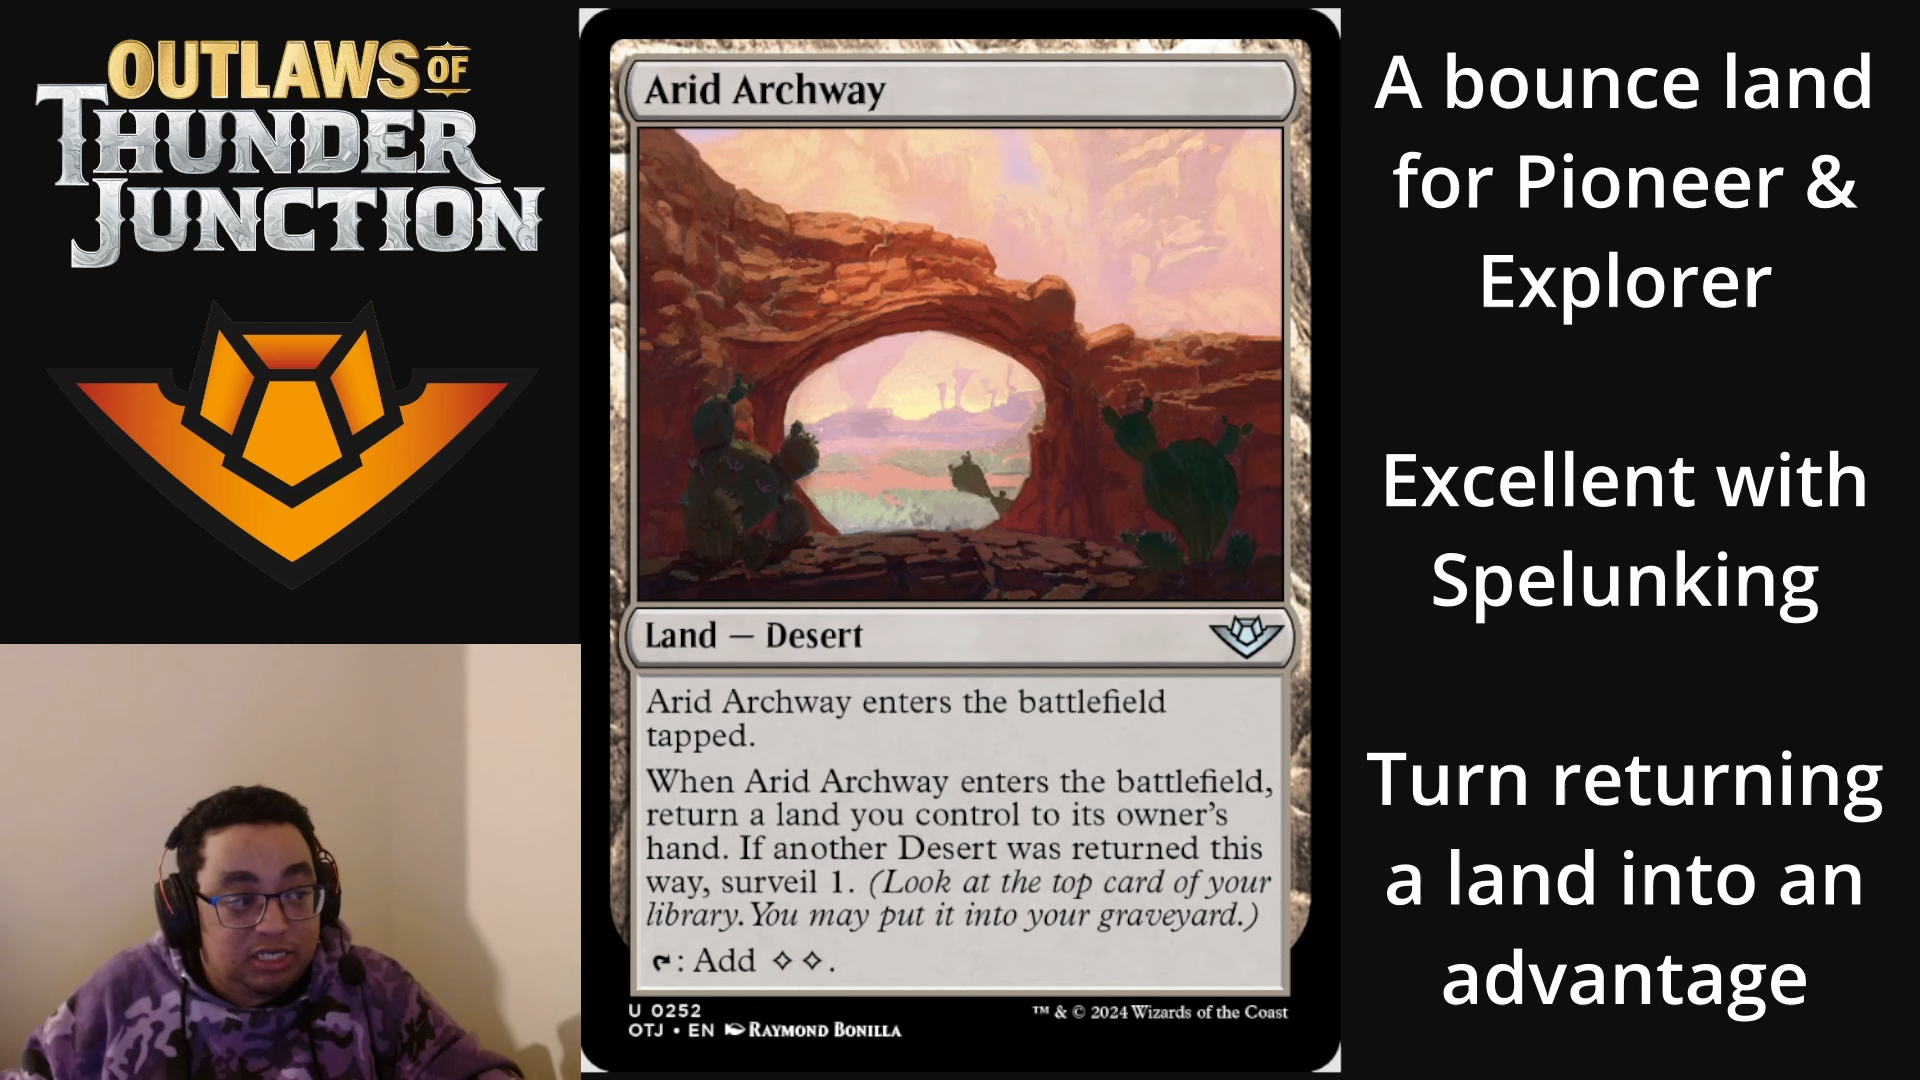 OUTLAWS OF
THUNDER
JUNCTION
Arid Archway
Land — Desert
Arid Archway enters the battlefield
tapped.
When Arid Archway enters the battlefield,
return a land you control to its owner's
hand. If another Desert was returned this
way, surveil 1. (Look at the top card of your
library. You may put it into your graveyard.)
: Add
U 0252
OTJ • EN RAYMOND BONILLA
™ & © 2024 Wizards of the Coast
A bounce land
for Pioneer &
Explorer
Excellent with
Spelunking
Turn returning
a land into an
advantage